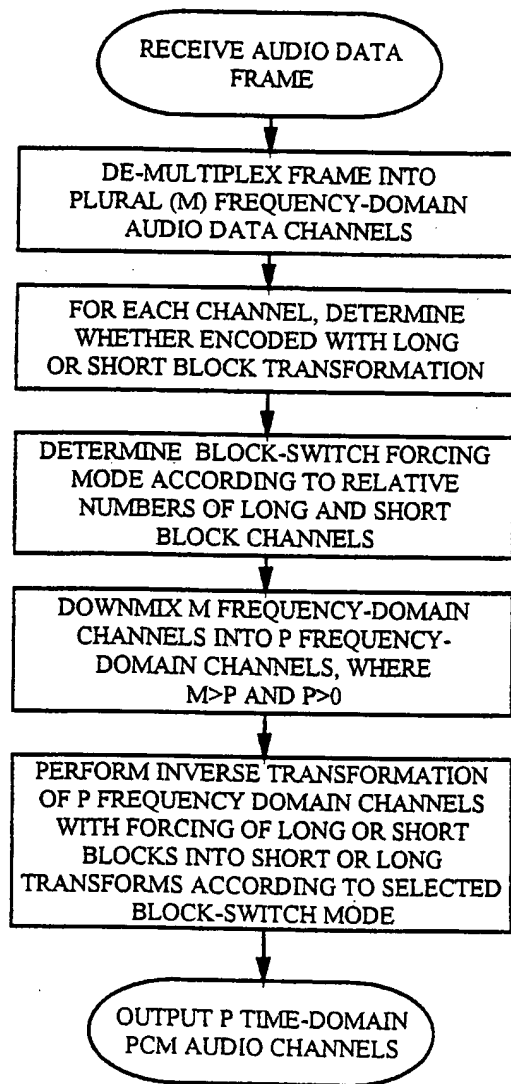 RECEIVE AUDIO DATA
FRAME
DE-MULTIPLEX FRAME INTO
PLURAL (M) FREQUENCY-DOMAIN
AUDIO DATA CHANNELS
FOR EACH CHANNEL, DETERMINE
WHETHER ENCODED WITH LONG
OR SHORT BLOCK TRANSFORMATION
DETERMINE BLOCK-SWITCH FORCING
MODE ACCORDING TO RELATIVE
NUMBERS OF LONG AND SHORT
BLOCK CHANNELS
DOWNMIX M FREQUENCY-DOMAIN
CHANNELS INTO P FREQUENCY-
DOMAIN CHANNELS, WHERE
M>P AND P>0
PERFORM INVERSE TRANSFORMATION
OF P FREQUENCY DOMAIN CHANNELS
WITH FORCING OF LONG OR SHORT
BLOCKS INTO SHORT OR LONG
TRANSFORMS ACCORDING TO SELECTED
BLOCK-SWITCH MODE
OUTPUT P TIME-DOMAIN
PCM AUDIO CHANNELS